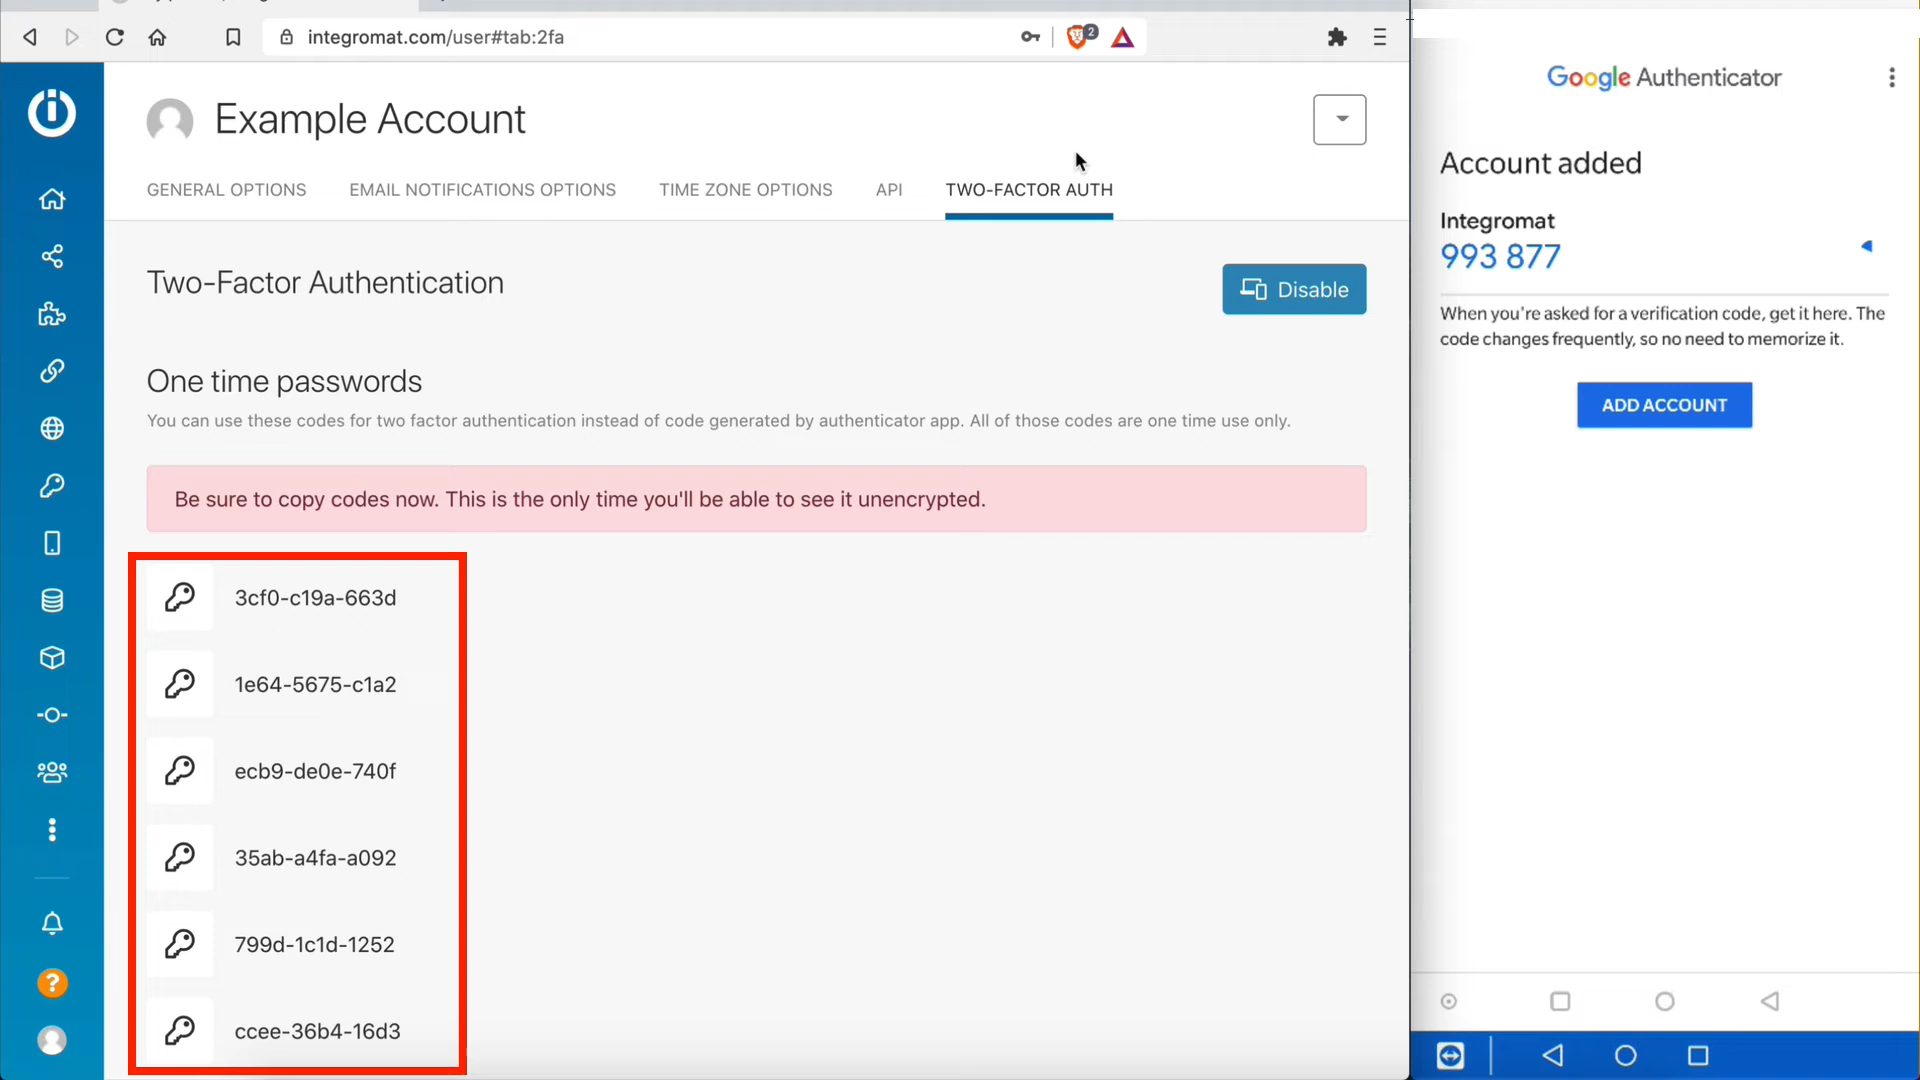 integromat.com/user#tab:2fa
2
Example Account
GENERAL OPTIONS
EMAIL NOTIFICATIONS OPTIONS
TIME ZONE OPTIONS
API
TWO-FACTOR AUTH
Two-Factor Authentication
Disable
One time passwords
You can use these codes for two factor authentication instead of code generated by authenticator app. All of those codes are one time use only.
Be sure to copy codes now. This is the only time you'll be able to see it unencrypted.
3cf0-c19a-663d
1e64-5675-c1a2
ecb9-de0e-740f
35ab-a4fa-a092
799d-1c1d-1252
ccee-36b4-16d3
?
Google Authenticator
Account added
Integromat
993 877
When you're asked for a verification code, get it here. The
code changes frequently, so no need to memorize it.
ADD ACCOUNT